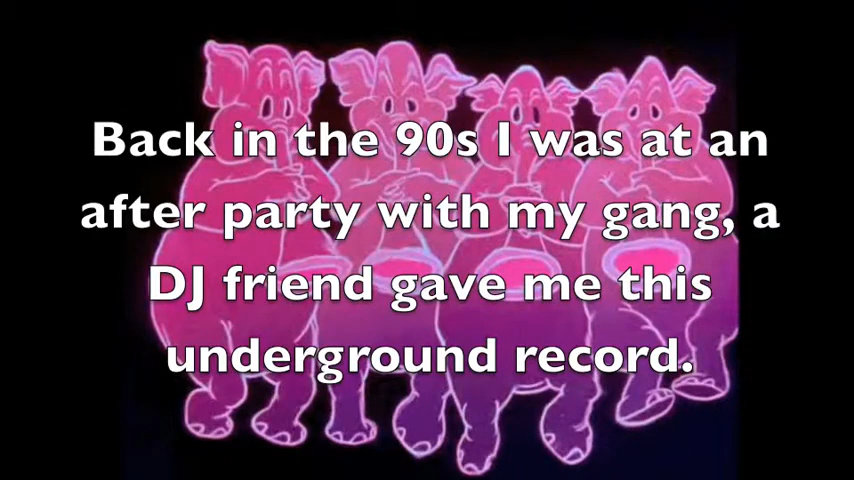 Back in the 90s I was at an
after party with my gang, a
DJ friend gave me this
underground record.